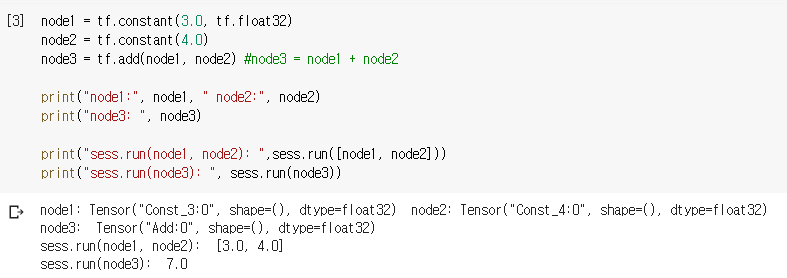 [3] node1 = tf.constant(3.0, tf.float32)
node2 = tf.constant(4.0)
node3 = tf.add(node1, node2) #node3 = node1 + node2
print("node1:", node1, " node2:", node2)
print("node3: ", node3)
print("sess.run(node1, node2): ",sess.run([node1, node2]))
print("sess.run(node3): ", sess.run(node3))
node1: Tensor("Const_3:0", shape=(), dtype=float32)  node2: Tensor("Const_4:0", shape=(), dtype=float32)
node3:  Tensor("Add:0", shape=(), dtype=float32)
sess.run(node1, node2):  [3.0, 4.0]
sess.run(node3):  7.0